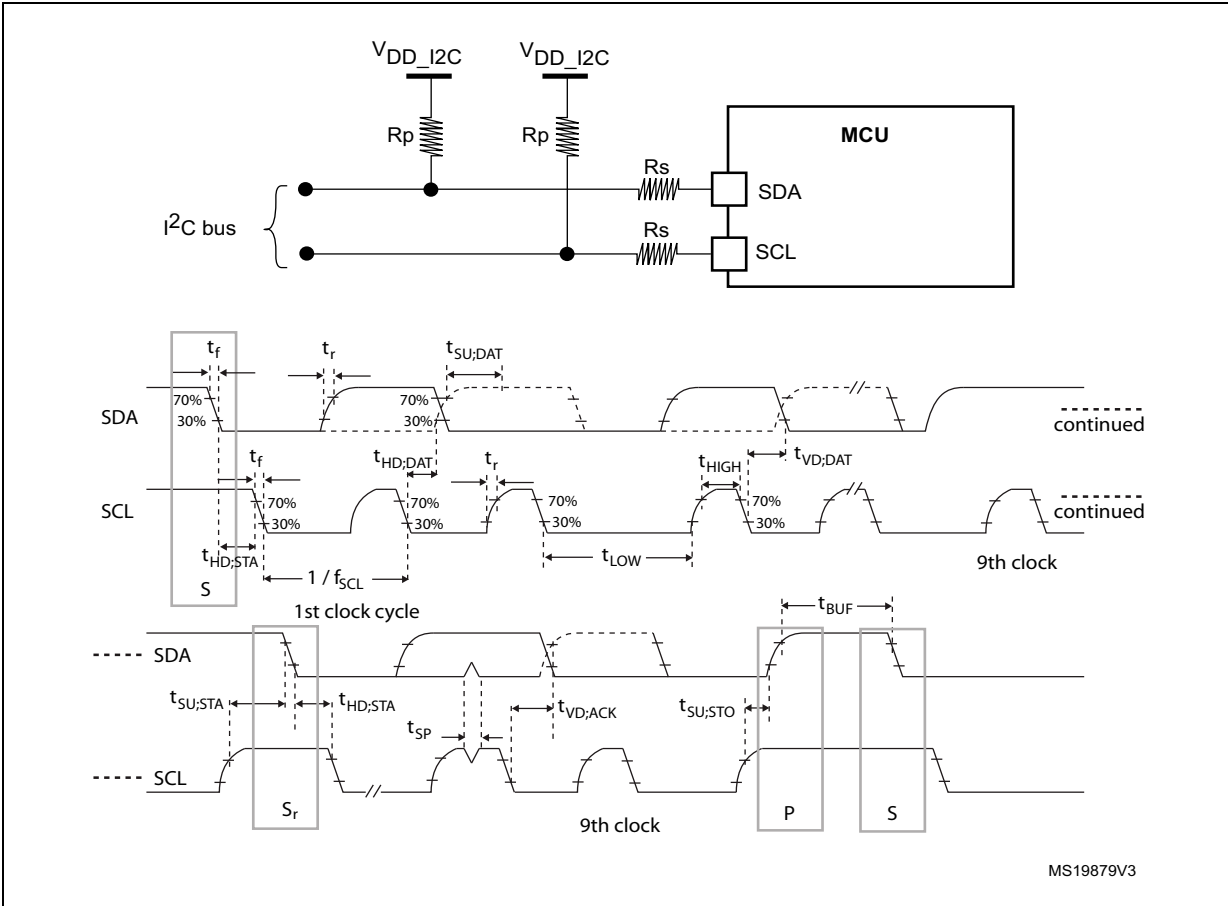 VDD_I2C VDD_I2C
Rp Rp
MCU
Rs
SDA
I2C bus
Rs
SCL
tf tr tSU;DAT
70% 70%
SDA 30% 30%
continued
tf tHD;DAT tr tHIGH tVD;DAT
SCL 70% 70% 70% 70%
30% 30% 30% 30%
continued
tHD;STA tLOW
1 / fSCL 9th clock
S
1st clock cycle
tBUF
SDA
tSU;STA tHD;STA tVD;ACK tSU;STO
tSP
SCL
Sr P S
9th clock
MS19879V3